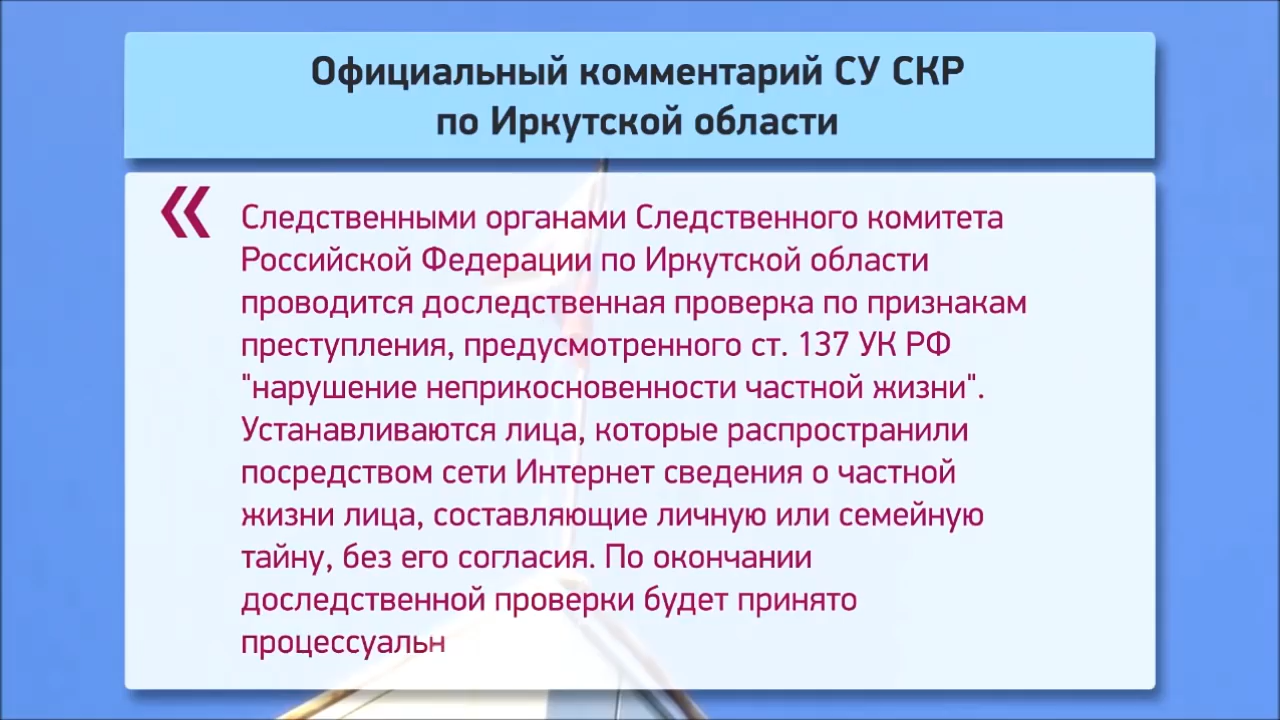 Официальный комментарий СУ СКР
по Иркутской области
« Следственными органами Следственного комитета
Российской Федерации по Иркутской области
проводится доследственная проверка по признакам
преступления, предусмотренного ст. 137 УК РФ
"нарушение неприкосновенности частной жизни".
Устанавливаются лица, которые распространили
посредством сети Интернет сведения о частной
жизни лица, составляющие личную или семейную
тайну, без его согласия. По окончании
доследственной проверки будет принято
процессуальн